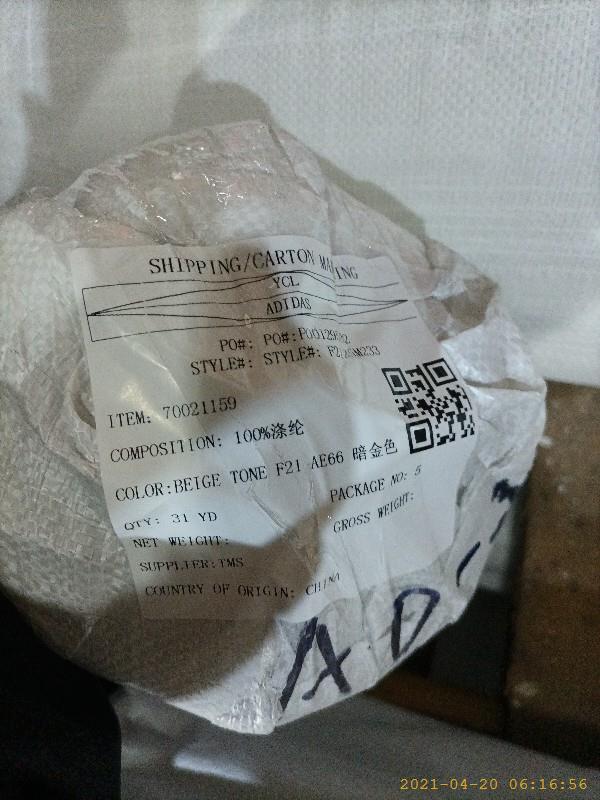 SHIPPING/CARTON MA ING
YCL
ADIDAS
PO#: PO#:
STYLE#: STYLE#:
ITEM: 70021159
COMPOSITION: 100%涤纶
COLOR:BEIGE TONE F21 AE66 暗金色
PACKAGE NO: 5
QTY: 31 YD
GROSS WEIGHT:
NET WEIGHT:
SUPPLIER:TMS
COUNTRY OF ORIGIN: CHINA
AD
2021-04-20 06:16:56